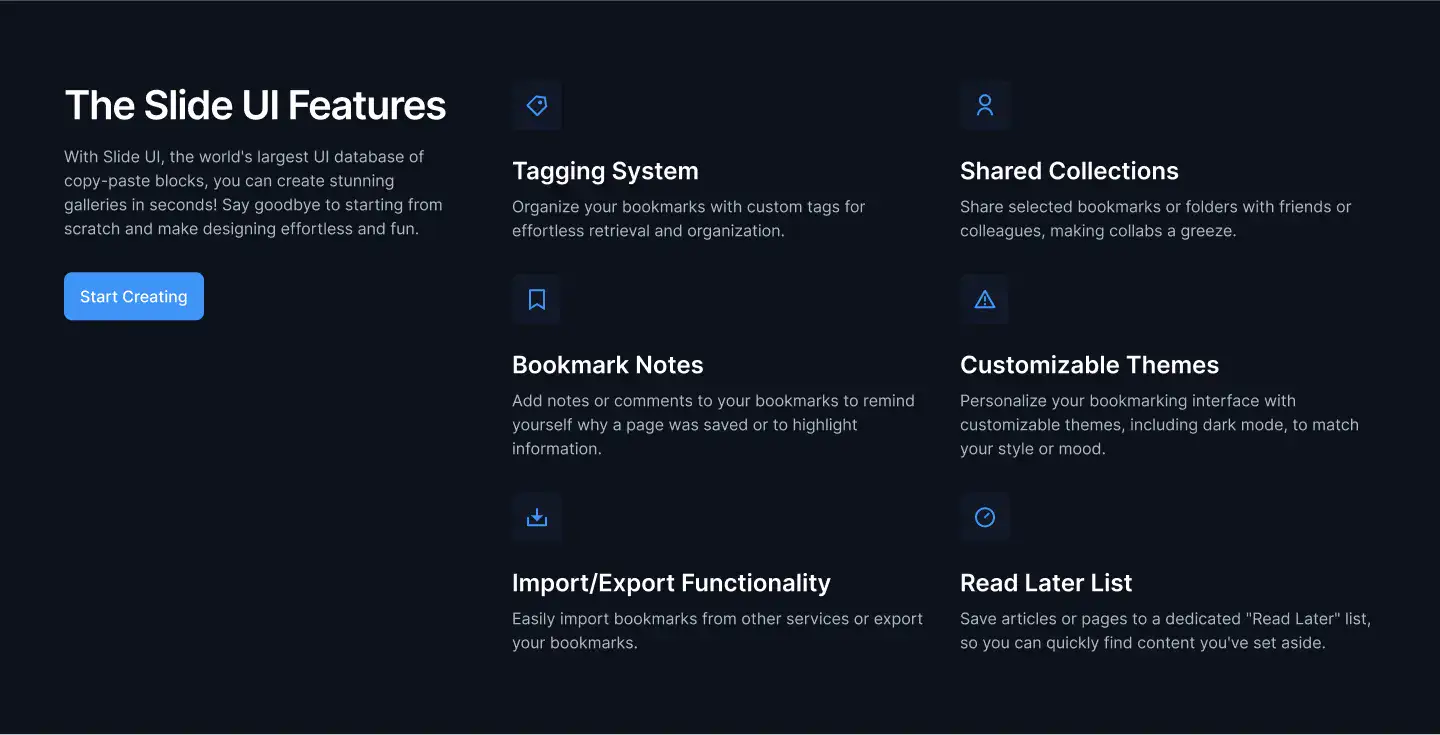 The Slide UI Features
With Slide UI, the world's largest UI database of
copy-paste blocks, you can create stunning
galleries in seconds! Say goodbye to starting from
scratch and make designing effortless and fun.
Start Creating
Tagging System
Organize your bookmarks with custom tags for
effortless retrieval and organization.
Shared Collections
Share selected bookmarks or folders with friends or
colleagues, making collabs a greeze.
Bookmark Notes
Add notes or comments to your bookmarks to remind
yourself why a page was saved or to highlight
information.
Customizable Themes
Personalize your bookmarking interface with
customizable themes, including dark mode, to match
your style or mood.
Import/Export Functionality
Easily import bookmarks from other services or export
your bookmarks.
Read Later List
Save articles or pages to a dedicated "Read Later" list,
so you can quickly find content you've set aside.